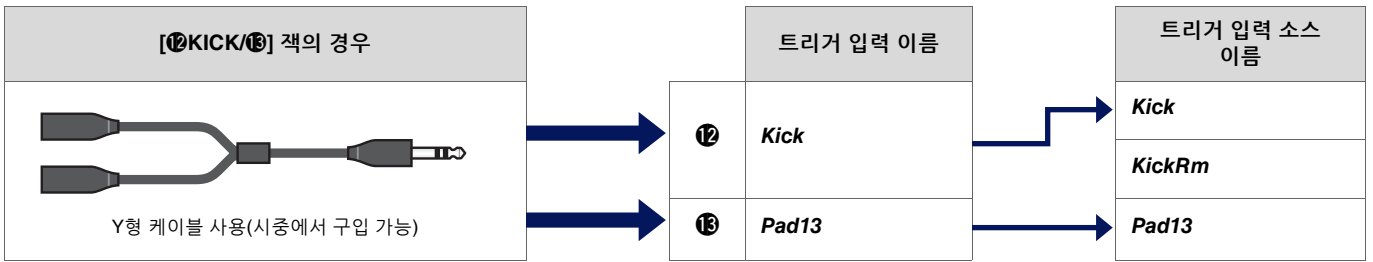 [⓬KICK/⓭] 잭의 경우
트리거 입력 이름
트리거 입력 소스
이름
⓬
Kick
Kick
KickRm
Y형 케이블 사용(시중에서 구입 가능)
⓭
Pad13
Pad13